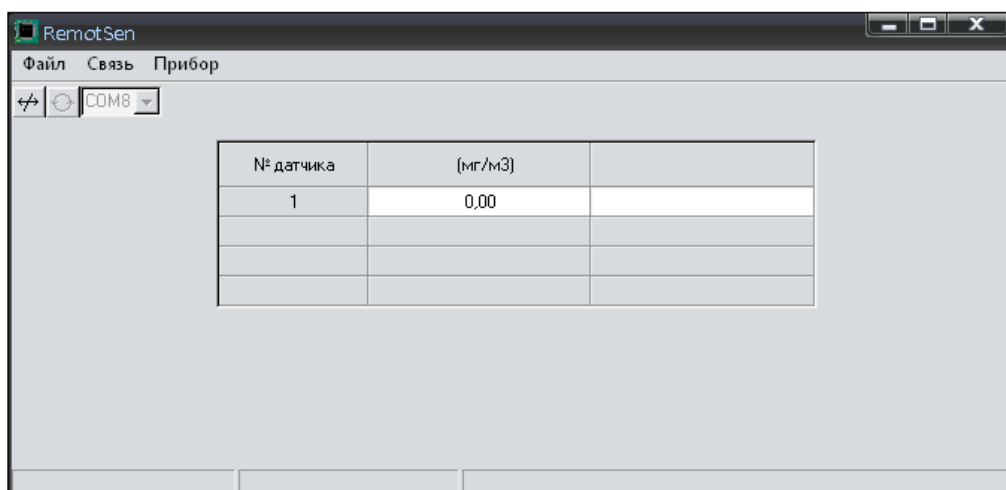 RemotSen
Файл Связь Прибор
COM8
№ датчика (мг/м3)
1 0,00